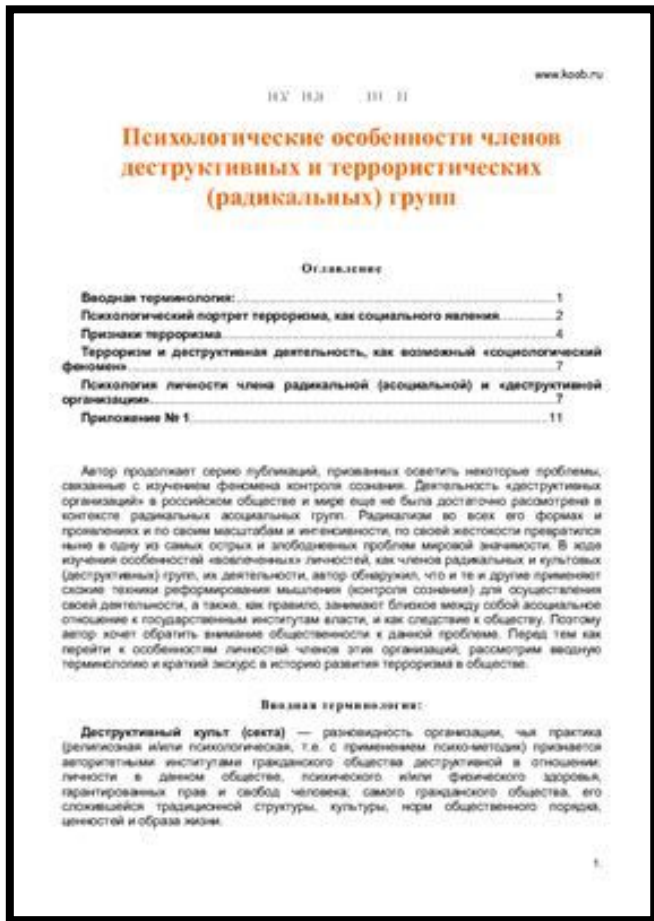 www.koob.ru
Психологические особенности членов
деструктивных и террористических
(радикальных) групп
Оглавление
Вводная терминология: 1
Психологический портрет терроризма, как социального явления 2
Признаки терроризма 4
Терроризм и деструктивная деятельность, как возможный «социологический
феномен» 7
Психология личности члена радикальной (асоциальной) и «деструктивной
организации» 7
Приложение № 1 11
Автор продолжает серию публикаций, призванных осветить некоторые проблемы,
связанные с изучением феномена контроля сознания. Деятельность «деструктивных
организаций» в российском обществе и мире еще не была достаточно рассмотрена в
контексте радикальных асоциальных групп. Радикализм во всех его формах и
проявлениях и по своим масштабам и интенсивности, по своей жестокости превратился
ныне в одну из самых острых и злободневных проблем мировой значимости. В ходе
изучения особенностей «вовлеченных» личностей, как членов радикальных и культовых
(деструктивных) групп, их деятельности, автор обнаружил, что и те и другие применяют
схожие техники реформирования мышления (контроля сознания) для осуществления
своей деятельности, а также, как правило, занимают близкое между собой асоциальное
отношение к государственным институтам власти, и как следствие к обществу. Поэтому
автор хочет обратить внимание общественности к данной проблеме. Перед тем как
перейти к особенностям личностей членов этих организаций, рассмотрим вводную
терминологию и краткий экскурс в историю развития терроризма в обществе.
Вводная терминология:
Деструктивный культ (секта) — разновидность организации, чья практика
(религиозная и/или психологическая, т.е. с применением психо-методик) признается
авторитетными институтами гражданского общества деструктивной в отношении:
личности в данном обществе, психического и/или физического здоровья,
гарантированных прав и свобод человека; самого гражданского общества, его
сложившейся традиционной структуры, культуры, норм общественного порядка,
ценностей и образа жизни.
1.